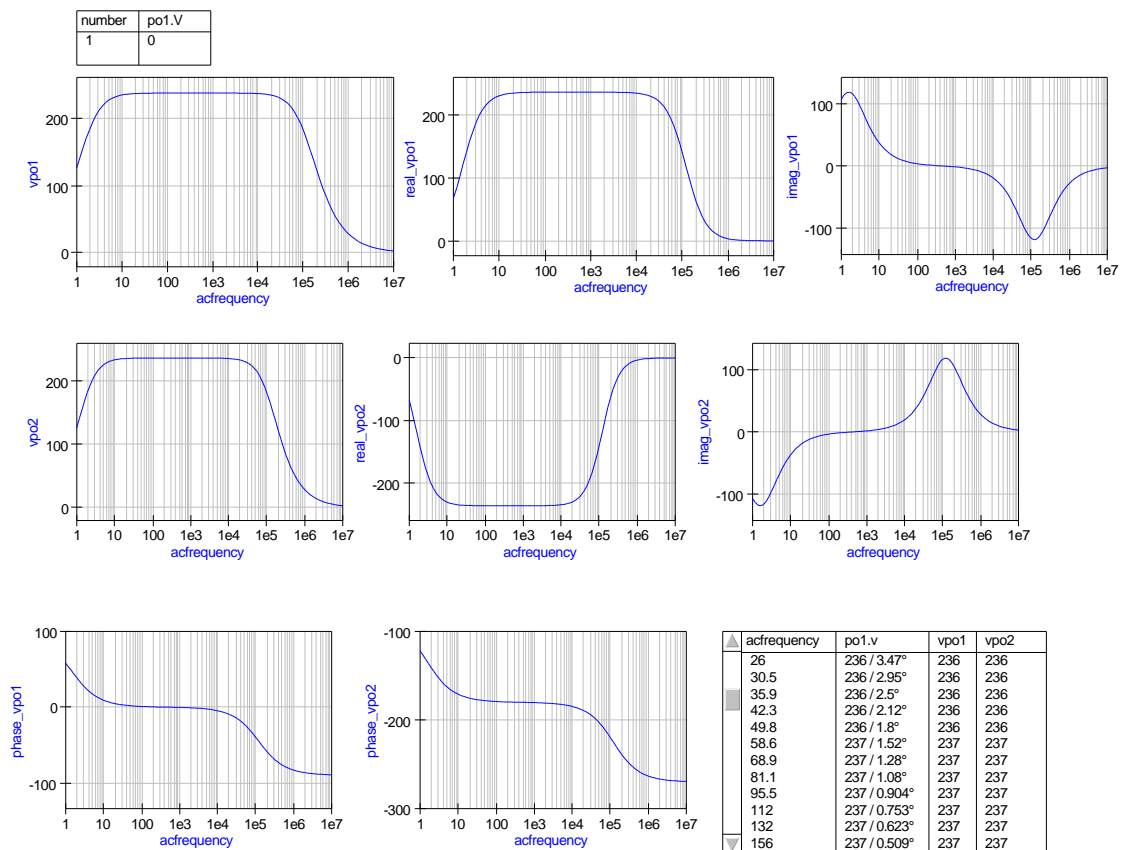 number po1.V
1 0
200
100
0
vpo1
1 10 100 1e3 1e4 1e5 1e6 1e7
acfrequency
200
100
0
real_vpo1
1 10 100 1e3 1e4 1e5 1e6 1e7
acfrequency
100
0
-100
imag_vpo1
1 10 100 1e3 1e4 1e5 1e6 1e7
acfrequency
200
100
0
vpo2
1 10 100 1e3 1e4 1e5 1e6 1e7
acfrequency
0
-100
-200
real_vpo2
1 10 100 1e3 1e4 1e5 1e6 1e7
acfrequency
100
0
-100
imag_vpo2
1 10 100 1e3 1e4 1e5 1e6 1e7
acfrequency
100
0
-100
phase_vpo1
1 10 100 1e3 1e4 1e5 1e6 1e7
acfrequency
-100
-200
-300
phase_vpo2
1 10 100 1e3 1e4 1e5 1e6 1e7
acfrequency
acfrequency po1.v vpo1 vpo2
26 236 / 3.47° 236 236
30.5 236 / 2.95° 236 236
35.9 236 / 2.5° 236 236
42.3 236 / 2.12° 236 236
49.8 236 / 1.8° 236 236
58.6 237 / 1.52° 237 237
68.9 237 / 1.28° 237 237
81.1 237 / 1.08° 237 237
95.5 237 / 0.904° 237 237
112 237 / 0.753° 237 237
132 237 / 0.623° 237 237
156 237 / 0.509° 237 237